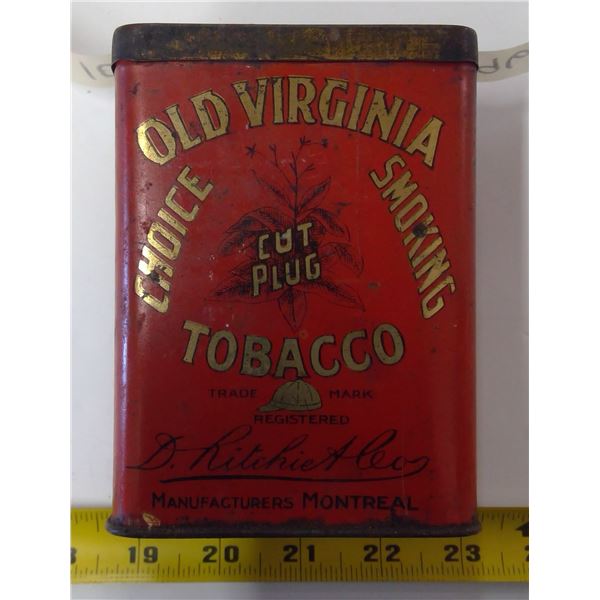 OLD VIRGINIA
CHOICE
SMOKING
CUT
PLUG
TOBACCO
TRADE MARK
REGISTERED
D. Ritchie & Co's
MANUFACTURERS MONTREAL
19 20 21 22 23